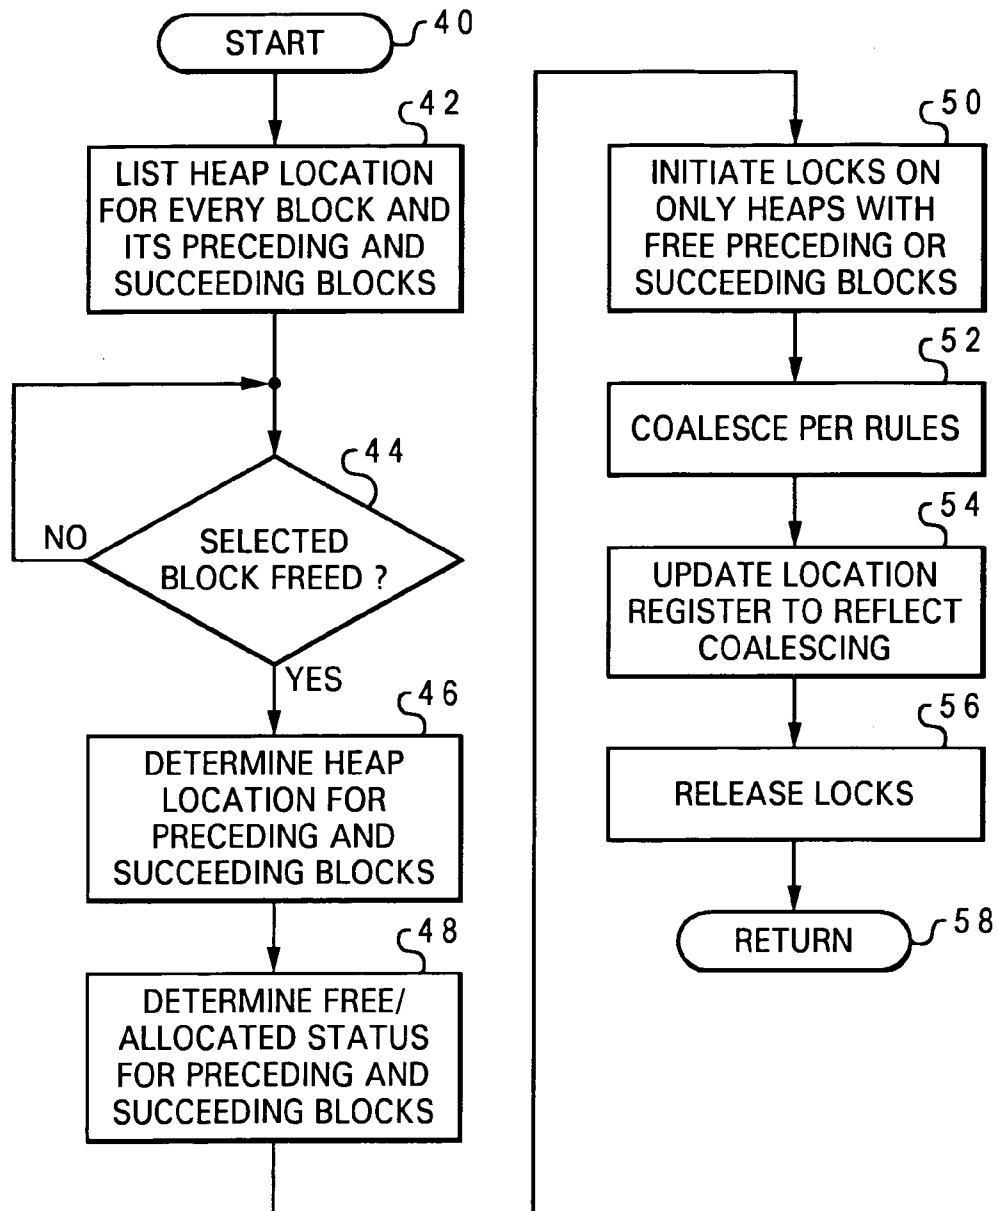 START
40
42
LIST HEAP LOCATION
FOR EVERY BLOCK AND
ITS PRECEDING AND
SUCCEEDING BLOCKS
44
SELECTED
BLOCK FREED ?
NO
YES
46
DETERMINE HEAP
LOCATION FOR
PRECEDING AND
SUCCEEDING BLOCKS
48
DETERMINE FREE/
ALLOCATED STATUS
FOR PRECEDING AND
SUCCEEDING BLOCKS
50
INITIATE LOCKS ON
ONLY HEAPS WITH
FREE PRECEDING OR
SUCCEEDING BLOCKS
52
COALESCE PER RULES
54
UPDATE LOCATION
REGISTER TO REFLECT
COALESCING
56
RELEASE LOCKS
RETURN
58